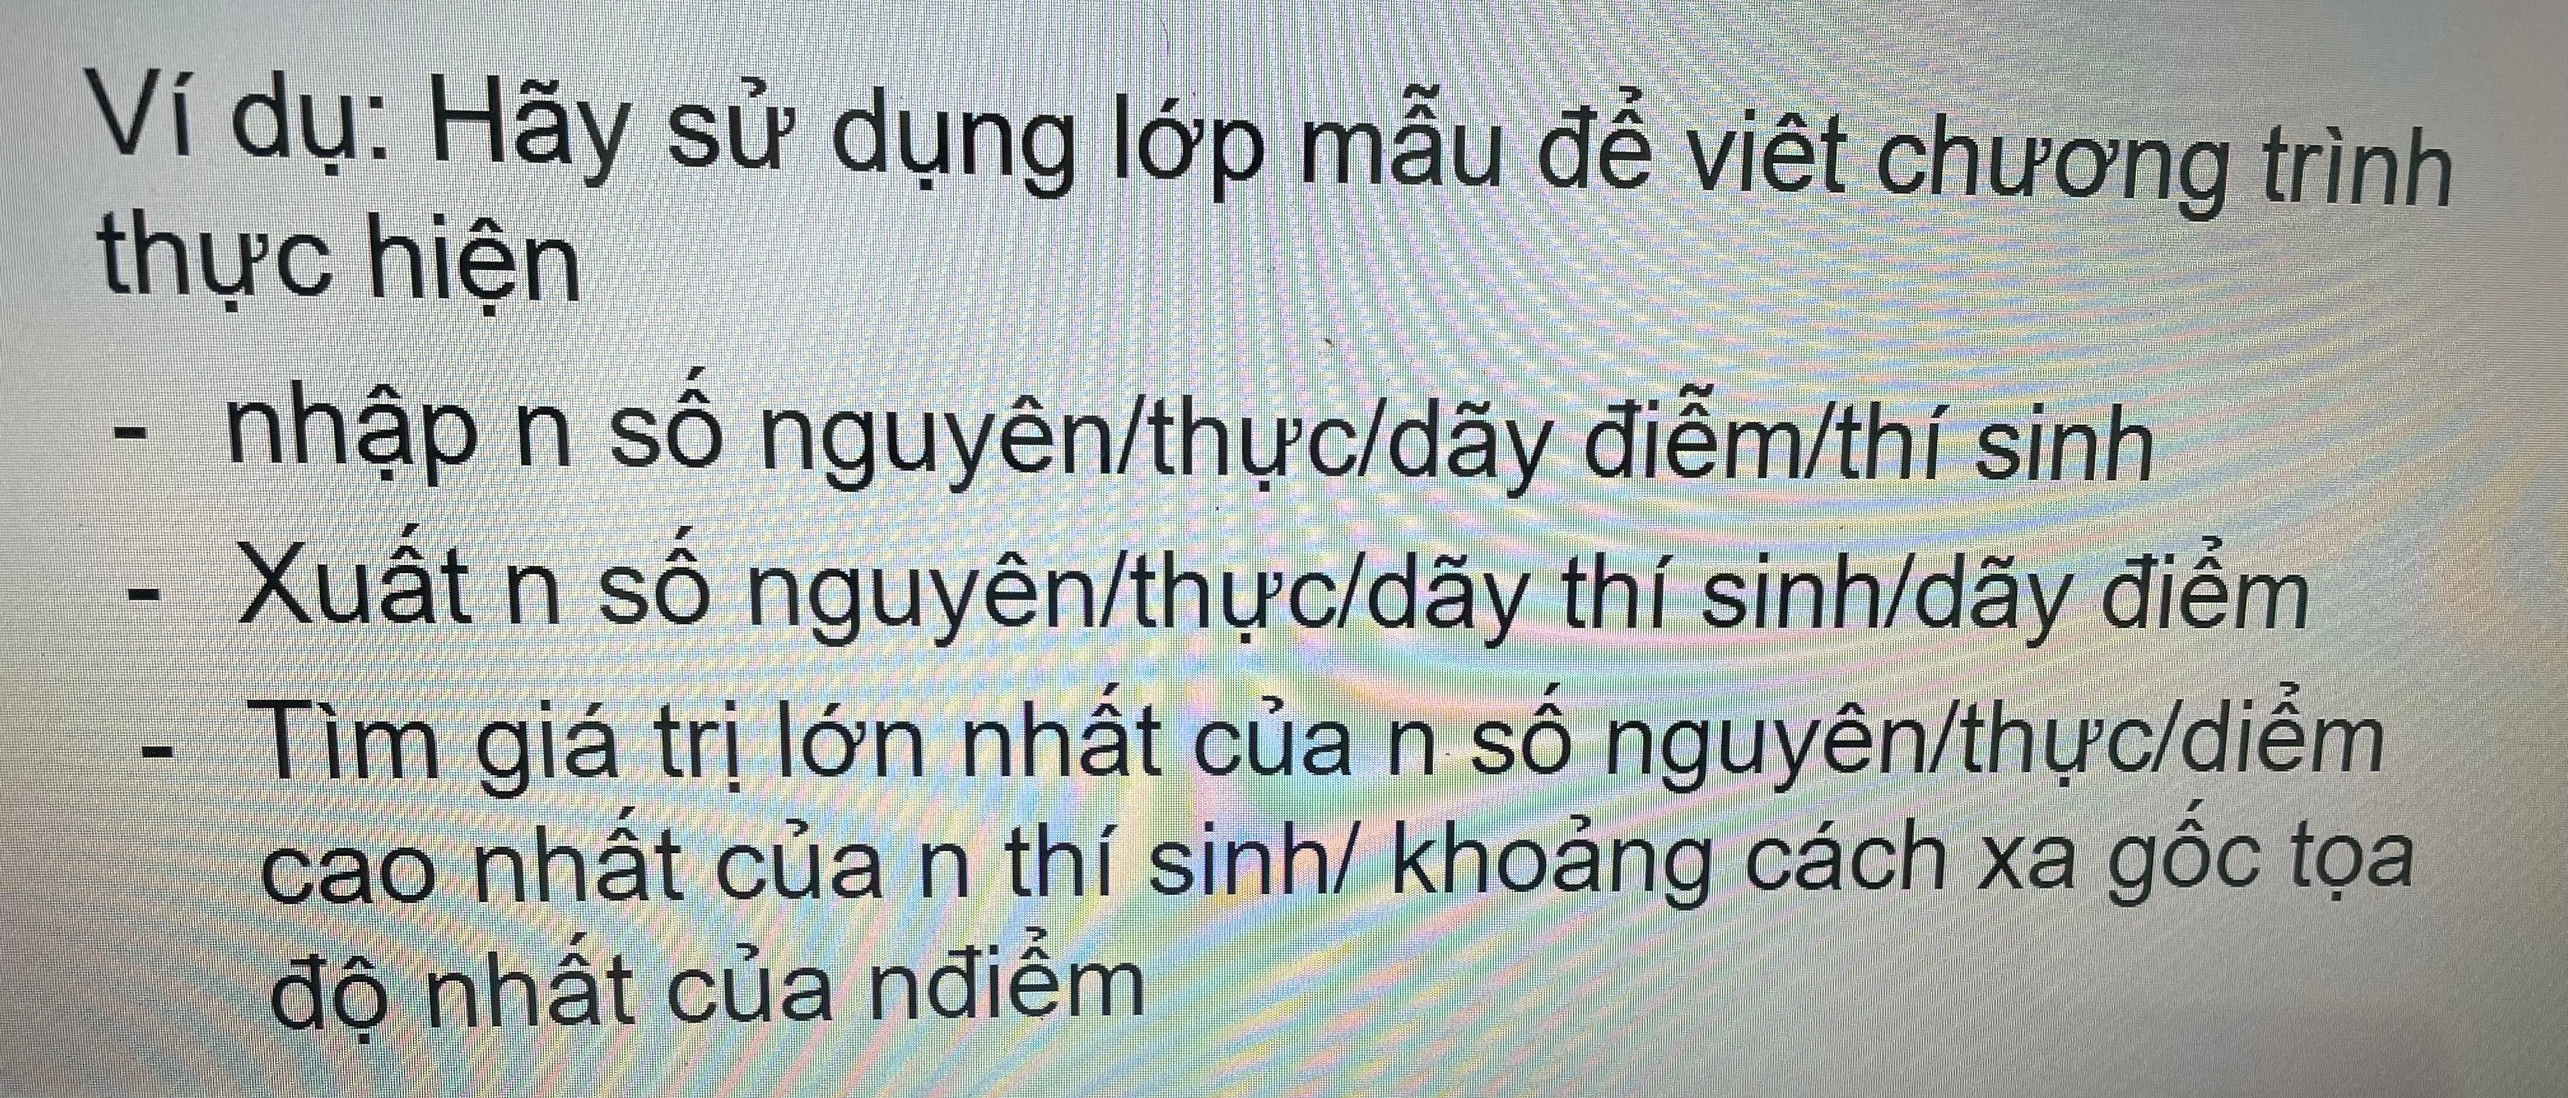 Ví dụ: Hãy sử dụng lớp mẫu để viêt chương trình
thực hiện
- nhập n số nguyên/thực/dãy điễm/thí sinh
- Xuất n số nguyên/thực/dãy thí sinh/dãy điểm
- Tìm giá trị lớn nhất của n số nguyên/thực/diểm
cao nhất của n thí sinh/ khoảng cách xa gốc tọa
độ nhất của nđiểm